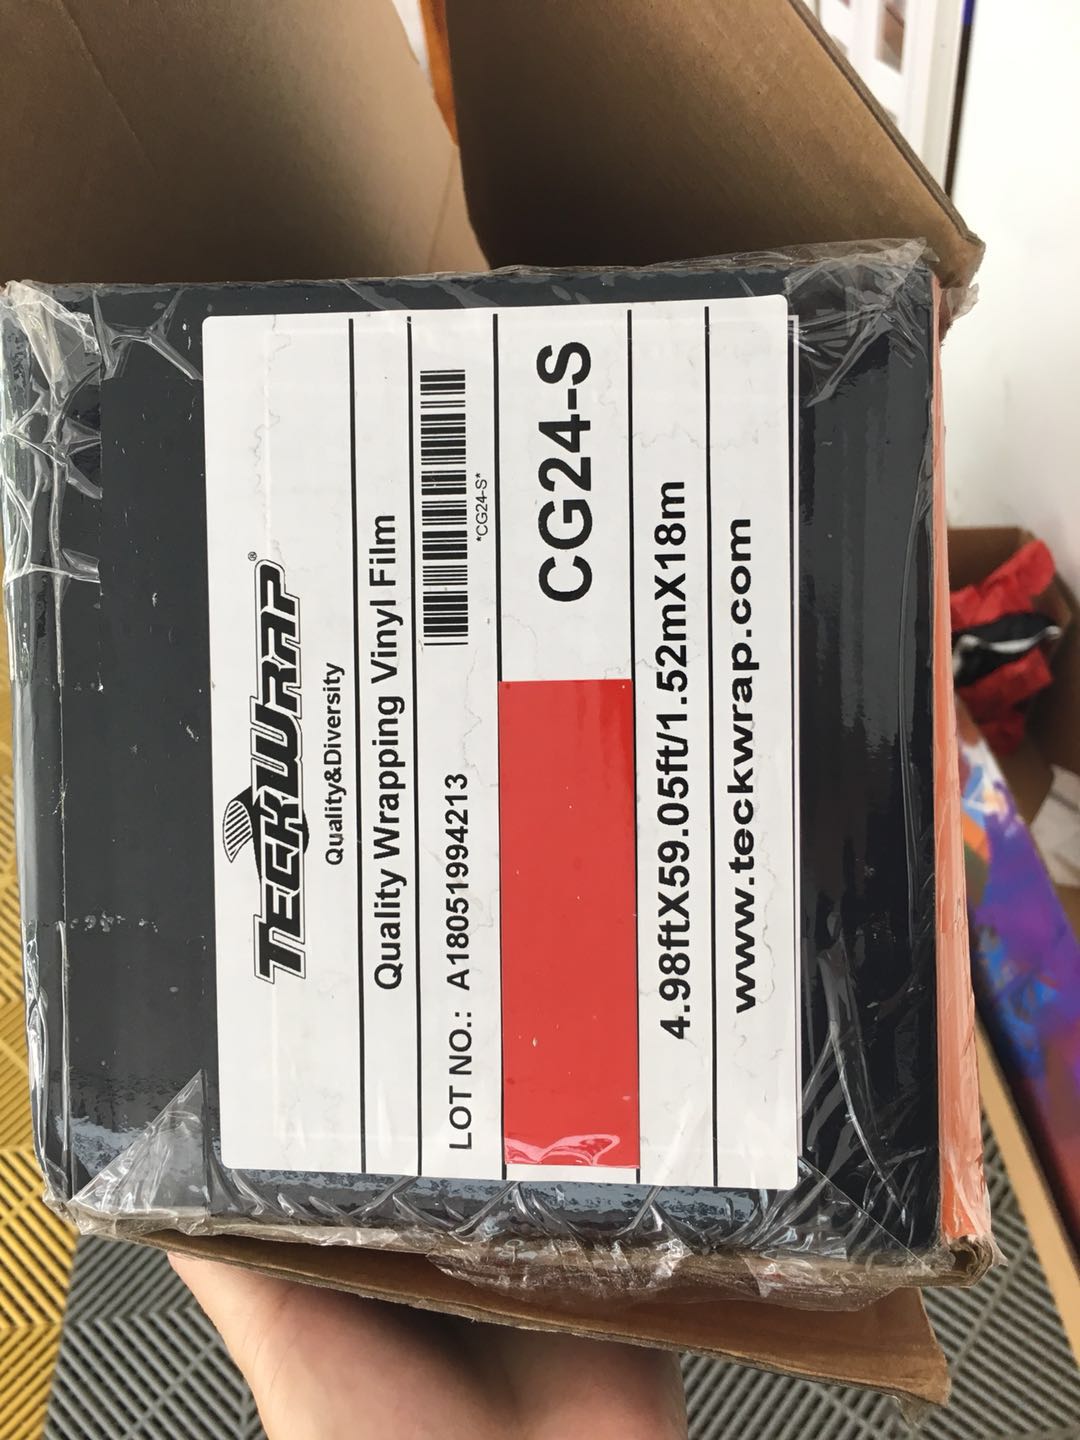 TECKWRAP®
Quality&Diversity
Quality Wrapping Vinyl Film
LOT NO.: A18051994213
*CG24-S*
CG24-S
4.98ftX59.05ft/1.52mX18m
www.teckwrap.com